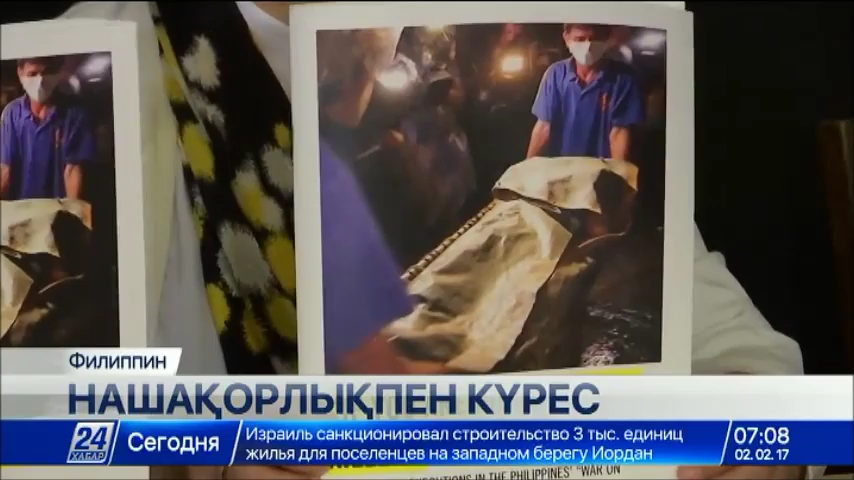 Филиппин
НАШАҚОРЛЫҚПЕН КҮРЕС
24
ХАБАР
Сегодня
Израиль санкционировал строительство 3 тыс. единиц
жилья для поселенцев на западном берегу Иордан
07:08
02.02.17
EXECUTIONS IN THE PHILIPPINES' "WAR ON